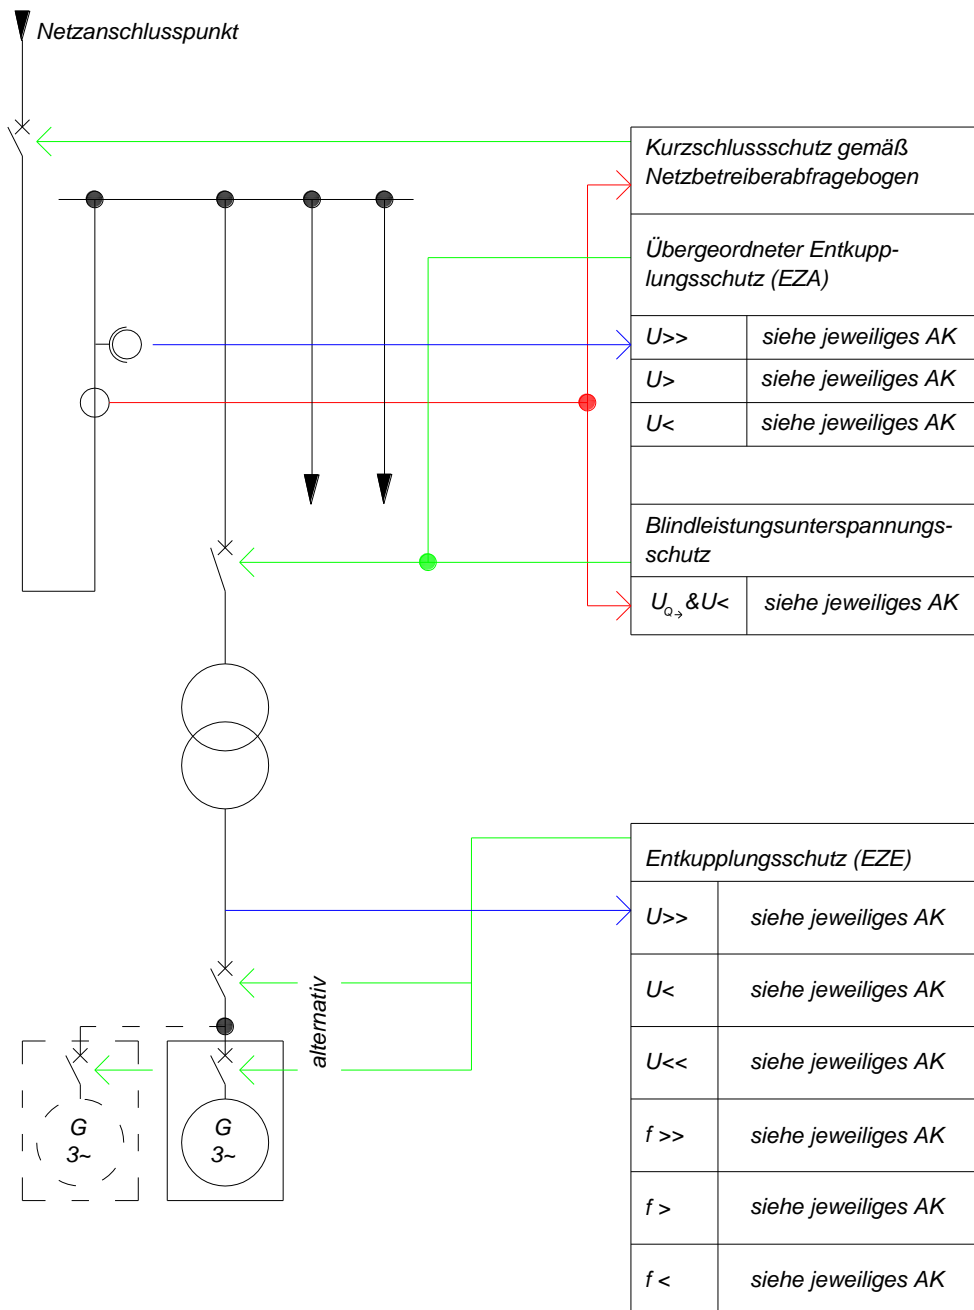 Netzanschlusspunkt
Kurzschlussschutz gemäß
Netzbetreiberabfragebogen
Übergeordneter Entkupp-
lungsschutz (EZA)
U>> siehe jeweiliges AK
U> siehe jeweiliges AK
U< siehe jeweiliges AK
Blindleistungsunterspannungs-
schutz
U_Q→ &U< siehe jeweiliges AK
Entkupplungsschutz (EZE)
U>> siehe jeweiliges AK
U< siehe jeweiliges AK
U<< siehe jeweiliges AK
f >> siehe jeweiliges AK
f > siehe jeweiliges AK
f < siehe jeweiliges AK
alternativ
G
3~
G
3~